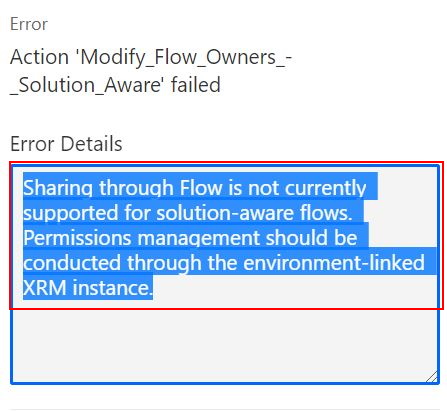 Error
Action 'Modify_Flow_Owners_-
_Solution_Aware' failed
Error Details
Sharing through Flow is not currently
supported for solution-aware flows.
Permissions management should be
conducted through the environment-linked
XRM instance.